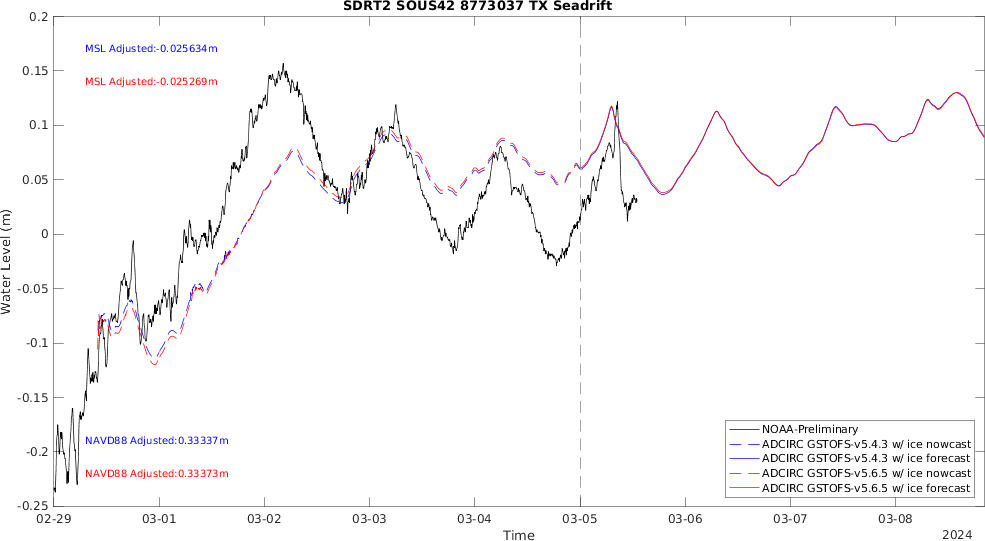 SDRT2 SOUS42 8773037 TX Seadrift
0.2
0.15
0.1
0.05
0
-0.05
-0.1
-0.15
-0.2
-0.25
Water Level (m)
MSL Adjusted:-0.025634m
MSL Adjusted:-0.025269m
NAVD88 Adjusted:0.33337m
NAVD88 Adjusted:0.33373m
NOAA-Preliminary
ADCIRC GSTOFS-v5.4.3 w/ ice nowcast
ADCIRC GSTOFS-v5.4.3 w/ ice forecast
ADCIRC GSTOFS-v5.6.5 w/ ice nowcast
ADCIRC GSTOFS-v5.6.5 w/ ice forecast
02-29 03-01 03-02 03-03 03-04 03-05 03-06 03-07 03-08
Time
2024